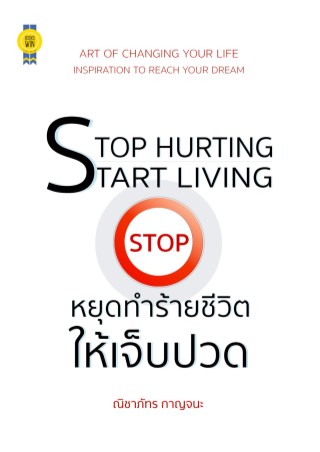 ART OF CHANGING YOUR LIFE
INSPIRATION TO REACH YOUR DREAM
STOP HURTING
START LIVING
STOP
หยุดทำร้ายชีวิต
ให้เจ็บปวด
ณิชาภัทร กาญจนะ